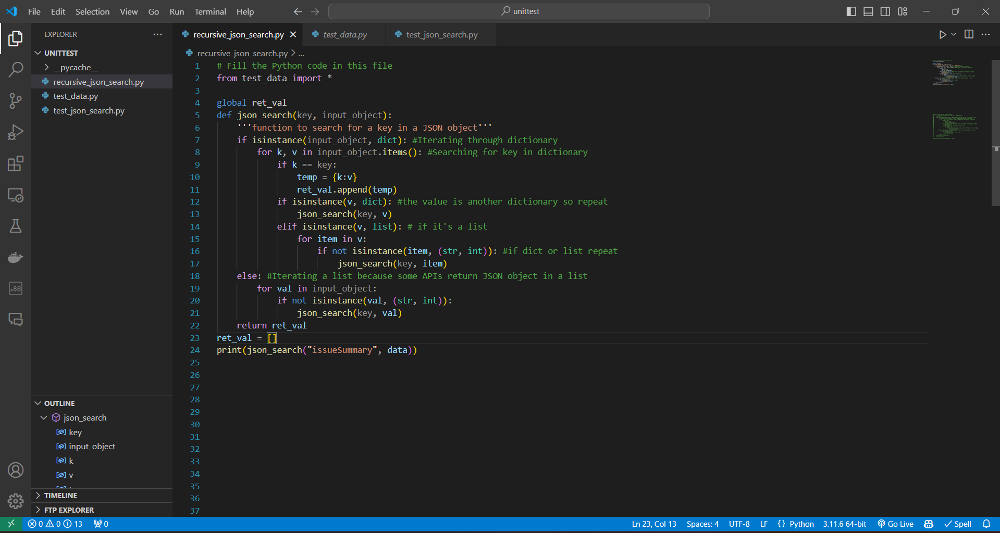 File Edit Selection View Go Run Terminal Help
unittest
EXPLORER
UNITTEST
__pycache__
recursive_json_search.py
test_data.py
test_json_search.py
recursive_json_search.py
test_data.py
test_json_search.py
recursive_json_search.py > ...
1 # Fill the Python code in this file
2 from test_data import *
3
4 global ret_val
5 def json_search(key, input_object):
6     '''function to search for a key in a JSON object'''
7     if isinstance(input_object, dict): #Iterating through dictionary
8         for k, v in input_object.items(): #Searching for key in dictionary
9             if k == key:
10                 temp = {k:v}
11                 ret_val.append(temp)
12             if isinstance(v, dict): #the value is another dictionary so repeat
13                 json_search(key, v)
14             elif isinstance(v, list): # if it's a list
15                 for item in v:
16                     if not isinstance(item, (str, int)): #if dict or list repeat
17                         json_search(key, item)
18     else: #Iterating a list because some APIs return JSON object in a list
19         for val in input_object:
20             if not isinstance(val, (str, int)):
21                 json_search(key, val)
22     return ret_val
23 ret_val = []
24 print(json_search("issueSummary", data))
25
26
27
28
29
30
31
32
33
34
35
36
37
OUTLINE
json_search
key
input_object
k
v
TIMELINE
FTP EXPLORER
x86
0 0 13 0
Ln 23, Col 13 Spaces: 4 UTF-8 LF {} Python 3.11.6 64-bit Go Live Spell